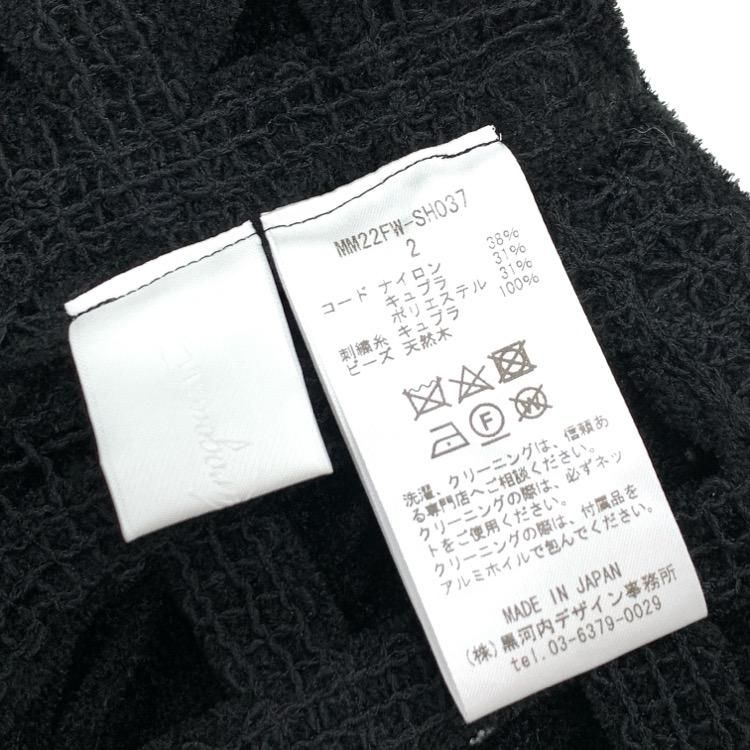 MM22FW-SH037
2
コード ナイロン 38%
キュプラ 31%
ポリエステル 31%
刺繍糸 キュプラ 100%
ビーズ 天然木
F
W
洗濯、クリーニングは、信頼あ
る専門店へご相談ください。
クリーニングの際は、必ずネッ
トをご使用ください。
クリーニングの際は、付属品を
アルミホイルで包んでください。
MADE IN JAPAN
(株)黒河内デザイン事務所
tel.03-6379-0029